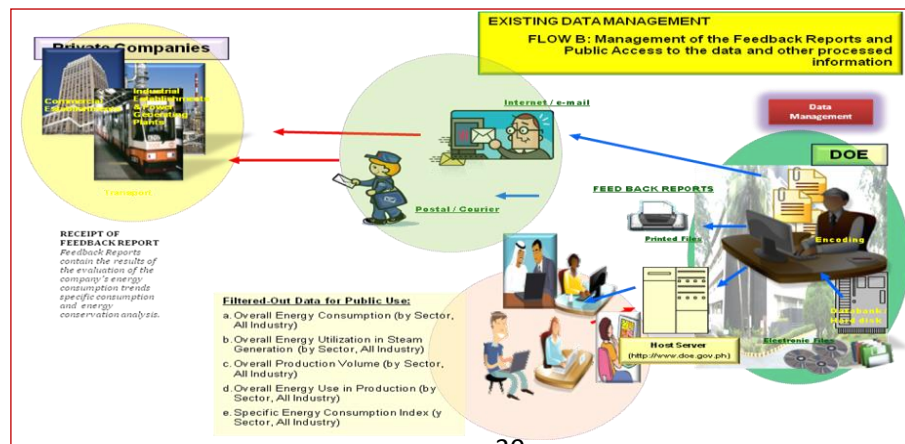 EXISTING DATA MANAGEMENT
FLOW B: Management of the Feedback Reports and
Public Access to the data and other processed
information
Private Companies
Commercial
Establishments
Industrial
Establishments
& Power
Generating
Plants
Transport
Internet / e-mail
Data
Management
DOE
FEED BACK REPORTS
Printed Files
Encoding
Postal / Courier
RECEIPT OF
FEEDBACK REPORT
Feedback Reports
contain the results of
the evaluation of the
company's energy
consumption trends
specific consumption
and energy
conservation analysis.
Databank
Hard disk
Electronic Files
Host Server
(http://www.doe.gov.ph)
Filtered-Out Data for Public Use:
a. Overall Energy Consumption (by Sector,
All Industry)
b. Overall Energy Utilization in Steam
Generation (by Sector, All Industry)
c. Overall Production Volume (by Sector,
All Industry)
d. Overall Energy Use in Production (by
Sector, All Industry)
e. Specific Energy Consumption Index (y
Sector, All Industry)